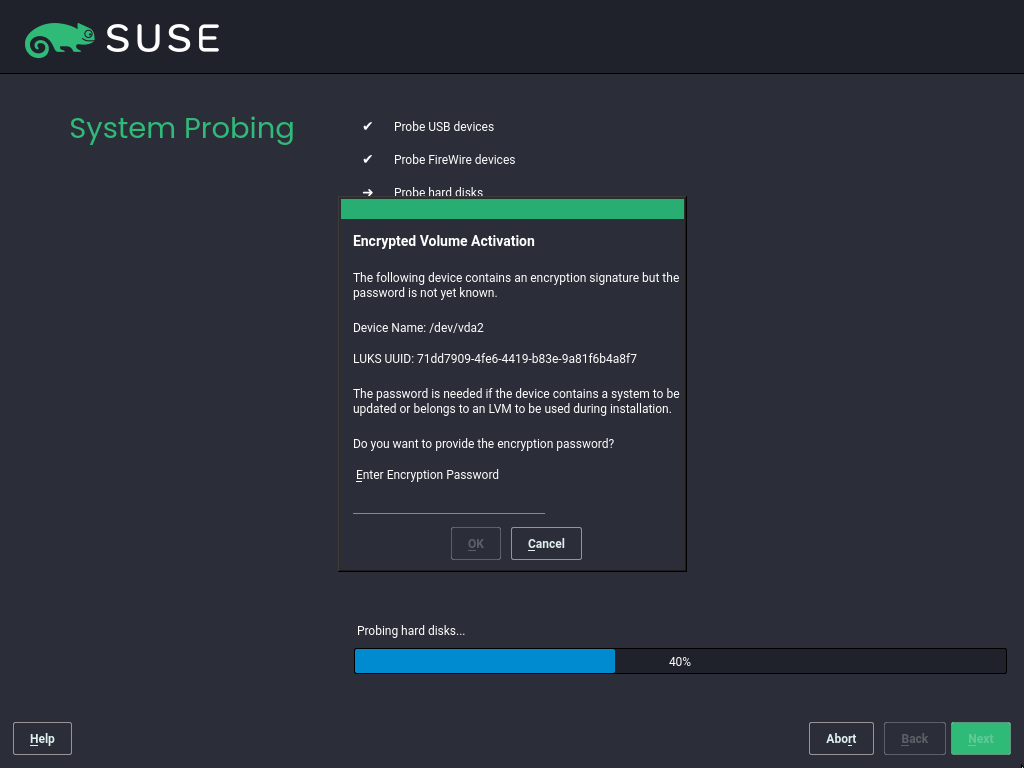 SUSE
System Probing
✔ Probe USB devices
✔ Probe FireWire devices
➜ Probe hard disks
Encrypted Volume Activation
The following device contains an encryption signature but the
password is not yet known.
Device Name: /dev/vda2
LUKS UUID: 71dd7909-4fe6-4419-b83e-9a81f6b4a8f7
The password is needed if the device contains a system to be
updated or belongs to an LVM to be used during installation.
Do you want to provide the encryption password?
Enter Encryption Password
OK Cancel
Probing hard disks...
40%
Help Abort Back Next